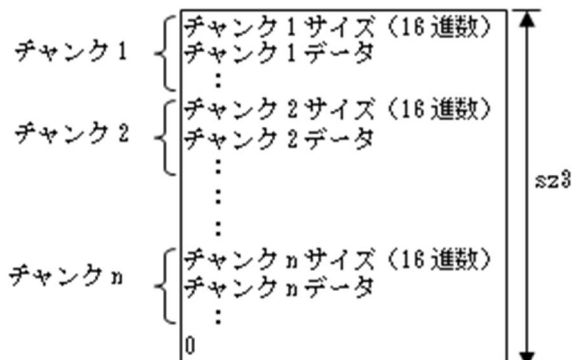 チャンク1
チャンク1サイズ（16進数）
チャンク1データ
：
チャンク2
チャンク2サイズ（16進数）
チャンク2データ
：
：
：
sz3
チャンクn
チャンクnサイズ（16進数）
チャンクnデータ
：
0